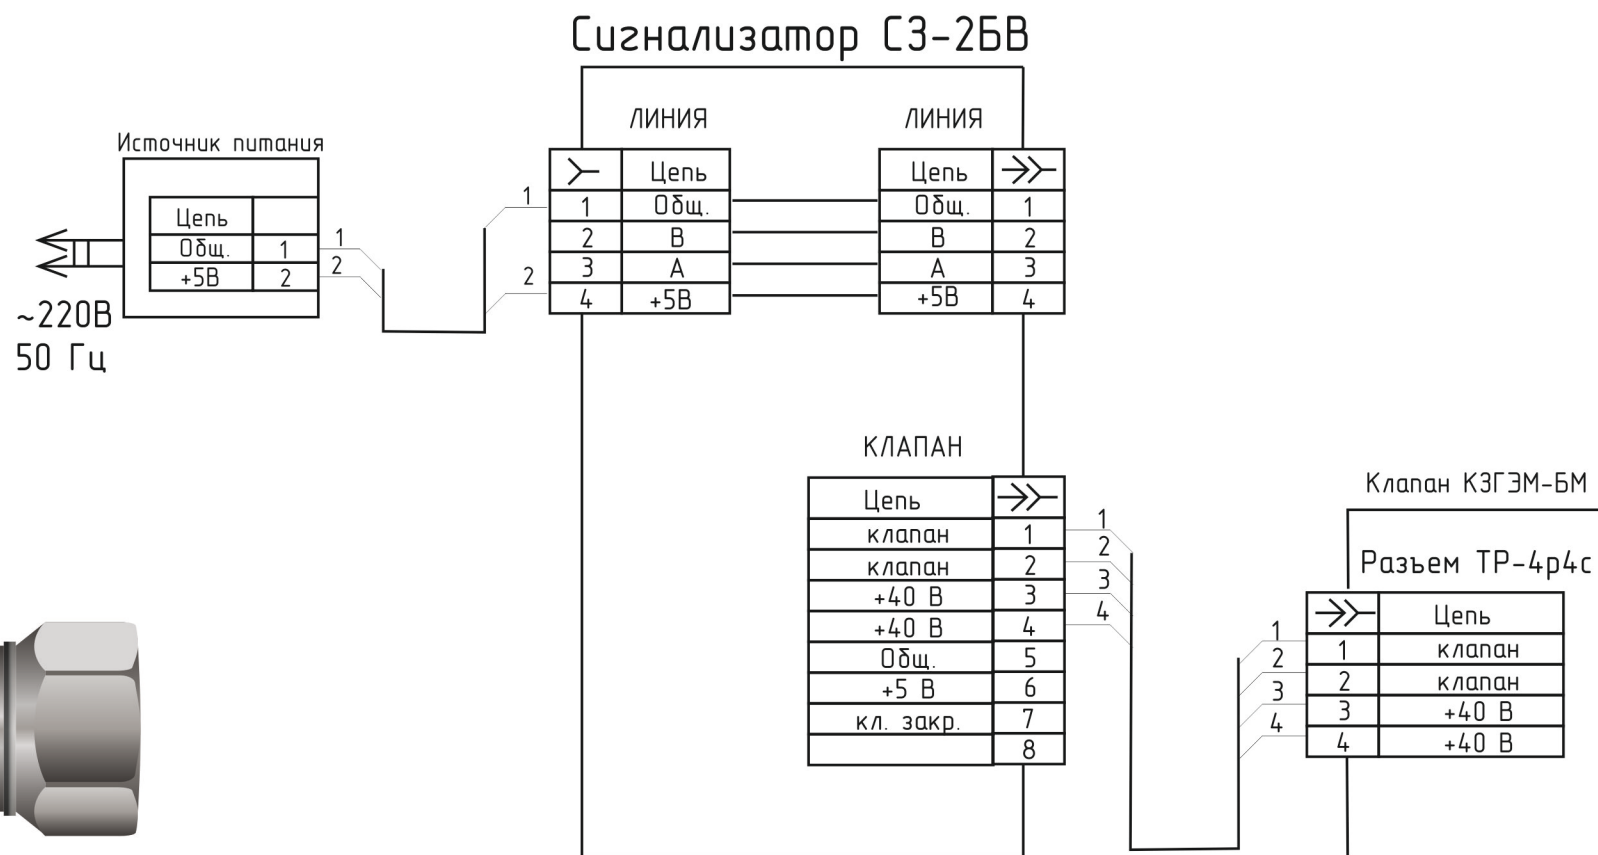 Сигнализатор СЗ-2БВ
ЛИНИЯ ЛИНИЯ
Источник питания
Цепь
Общ. 1
+5В 2
1
2
~220В
50 Гц
1
2
Цепь
1 Общ.
2 В
3 А
4 +5В
Цепь
Общ. 1
В 2
А 3
+5В 4
КЛАПАН
Цепь
клапан 1
клапан 2
+40 В 3
+40 В 4
Общ. 5
+5 В 6
кл. закр. 7
8
1
2
3
4
Клапан КЗГЭМ-БМ
Разъем ТР-4р4с
1
2
3
4
Цепь
1 клапан
2 клапан
3 +40 В
4 +40 В